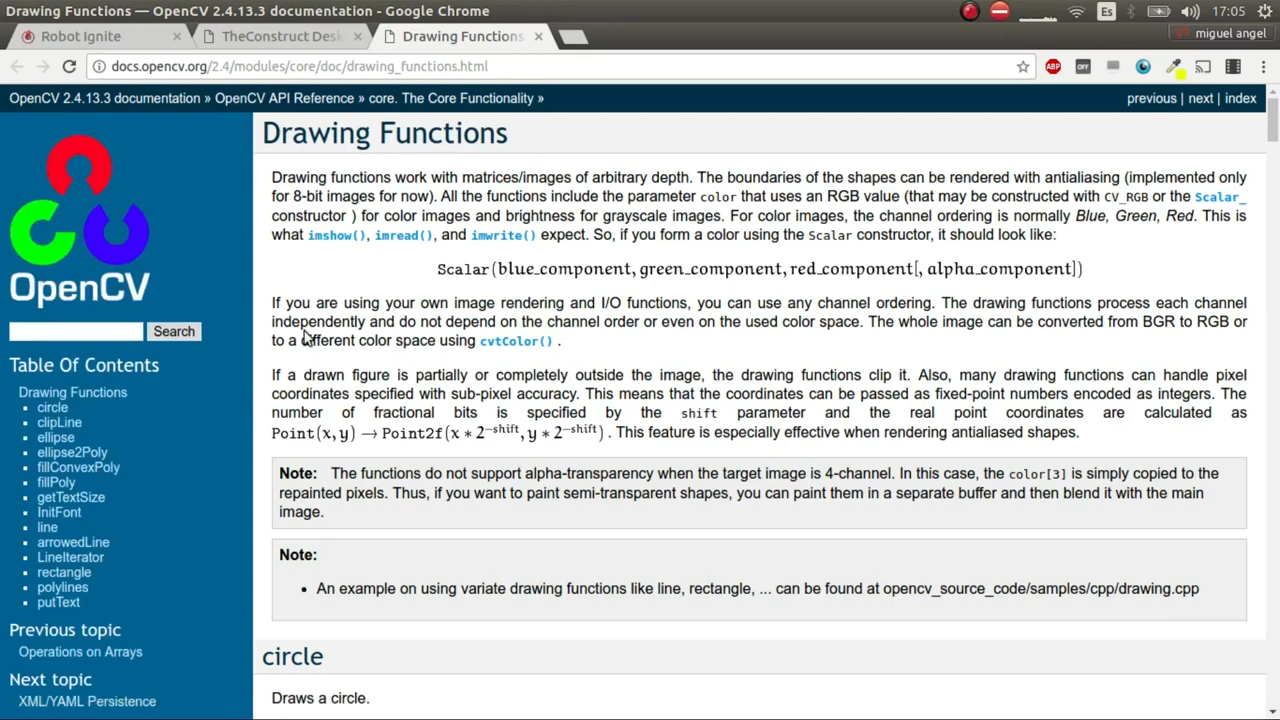 Drawing Functions — OpenCV 2.4.13.3 documentation - Google Chrome
Es
17:05
Robot Ignite
TheConstruct Desk
Drawing Functions
miguel angel
docs.opencv.org/2.4/modules/core/doc/drawing_functions.html
ABP
OFF
OpenCV 2.4.13.3 documentation » OpenCV API Reference » core. The Core Functionality »
previous | next | index
OpenCV
Search
Table Of Contents
Drawing Functions
circle
clipLine
ellipse
ellipse2Poly
fillConvexPoly
fillPoly
getTextSize
InitFont
line
arrowedLine
LineIterator
rectangle
polylines
putText
Previous topic
Operations on Arrays
Next topic
XML/YAML Persistence
Drawing Functions
Drawing functions work with matrices/images of arbitrary depth. The boundaries of the shapes can be rendered with antialiasing (implemented only
for 8-bit images for now). All the functions include the parameter color that uses an RGB value (that may be constructed with CV_RGB or the Scalar_
constructor ) for color images and brightness for grayscale images. For color images, the channel ordering is normally Blue, Green, Red. This is
what imshow(), imread(), and imwrite() expect. So, if you form a color using the Scalar constructor, it should look like:
Scalar(blue_component, green_component, red_component[, alpha_component])
If you are using your own image rendering and I/O functions, you can use any channel ordering. The drawing functions process each channel
independently and do not depend on the channel order or even on the used color space. The whole image can be converted from BGR to RGB or
to a different color space using cvtColor() .
If a drawn figure is partially or completely outside the image, the drawing functions clip it. Also, many drawing functions can handle pixel
coordinates specified with sub-pixel accuracy. This means that the coordinates can be passed as fixed-point numbers encoded as integers. The
number of fractional bits is specified by the shift parameter and the real point coordinates are calculated as
Point(x, y) → Point2f(x ∗ 2^−shift, y ∗ 2^−shift) . This feature is especially effective when rendering antialiased shapes.
Note: The functions do not support alpha-transparency when the target image is 4-channel. In this case, the color[3] is simply copied to the
repainted pixels. Thus, if you want to paint semi-transparent shapes, you can paint them in a separate buffer and then blend it with the main
image.
Note:
• An example on using variate drawing functions like line, rectangle, ... can be found at opencv_source_code/samples/cpp/drawing.cpp
circle
Draws a circle.